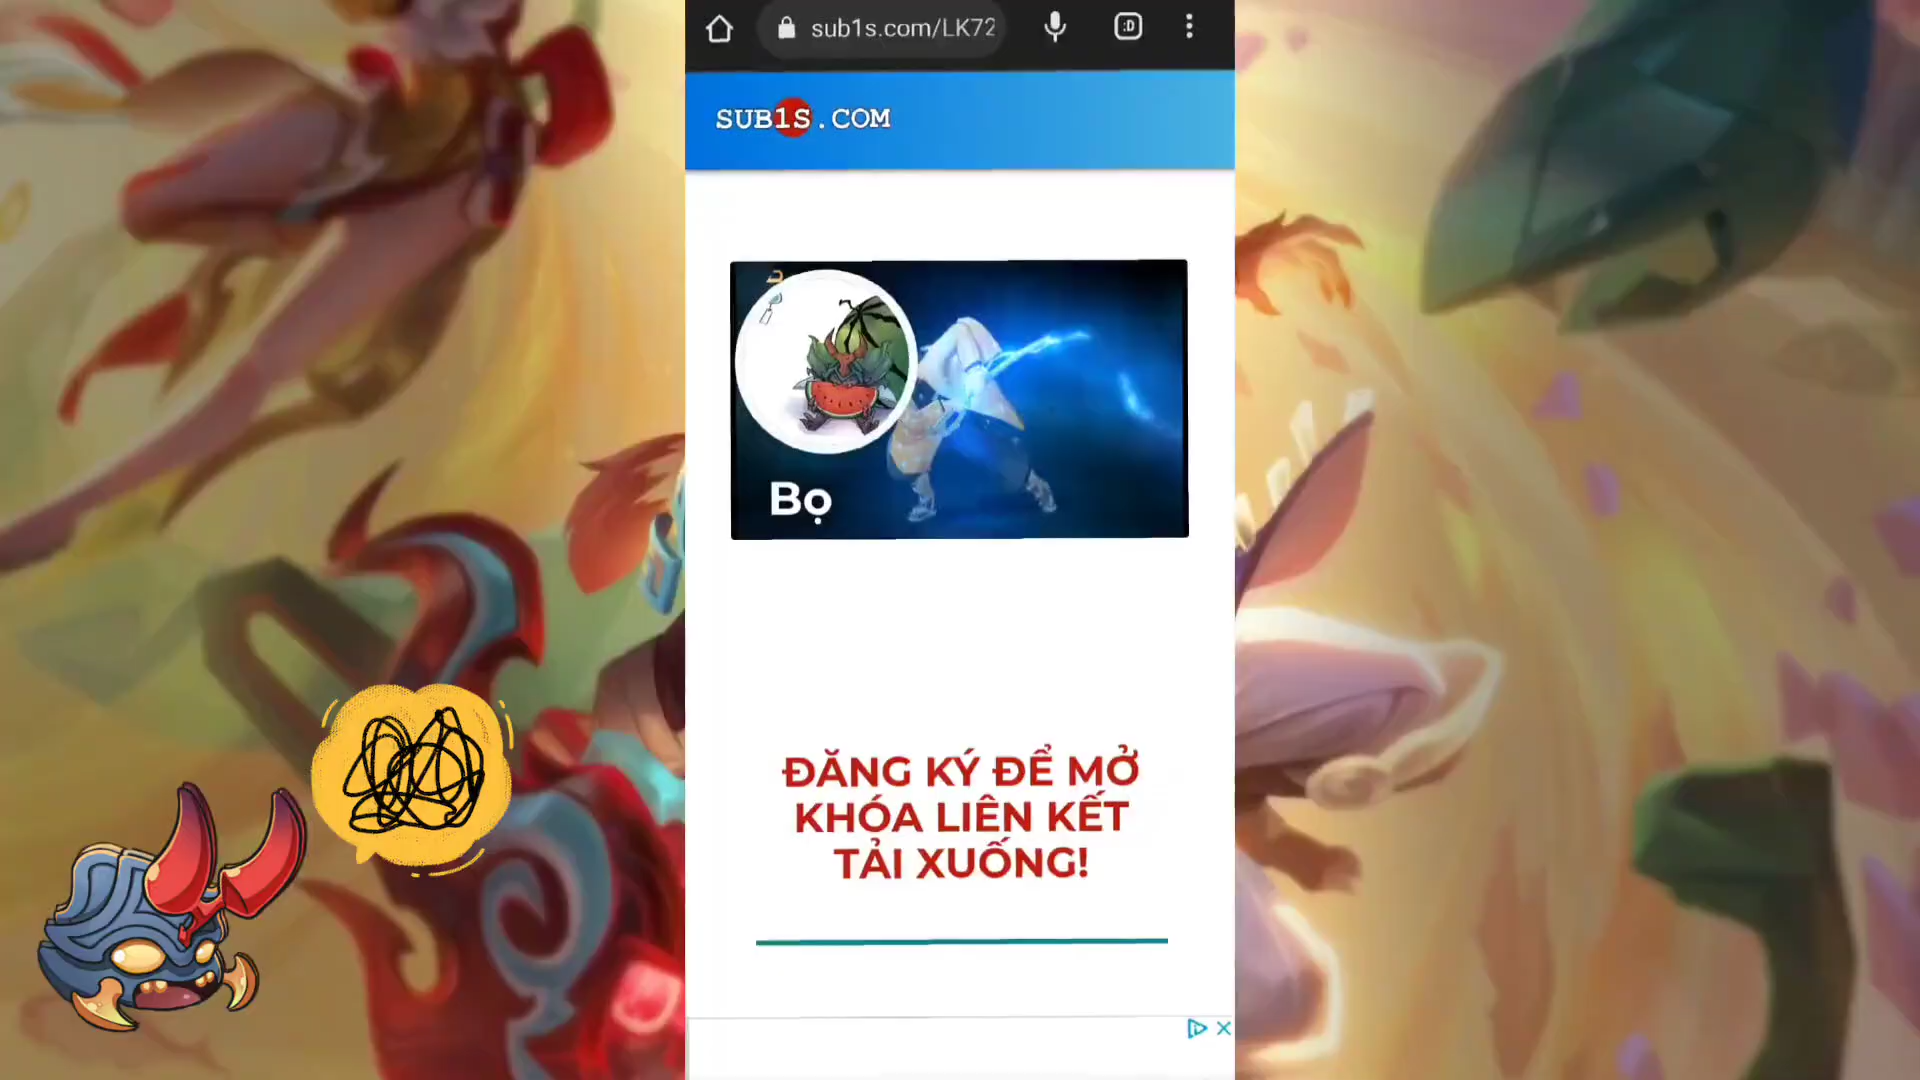 sub1s.com/LK72
:D
SUB1S.COM
Bọ
ĐĂNG KÝ ĐỂ MỞ
KHÓA LIÊN KẾT
TẢI XUỐNG!